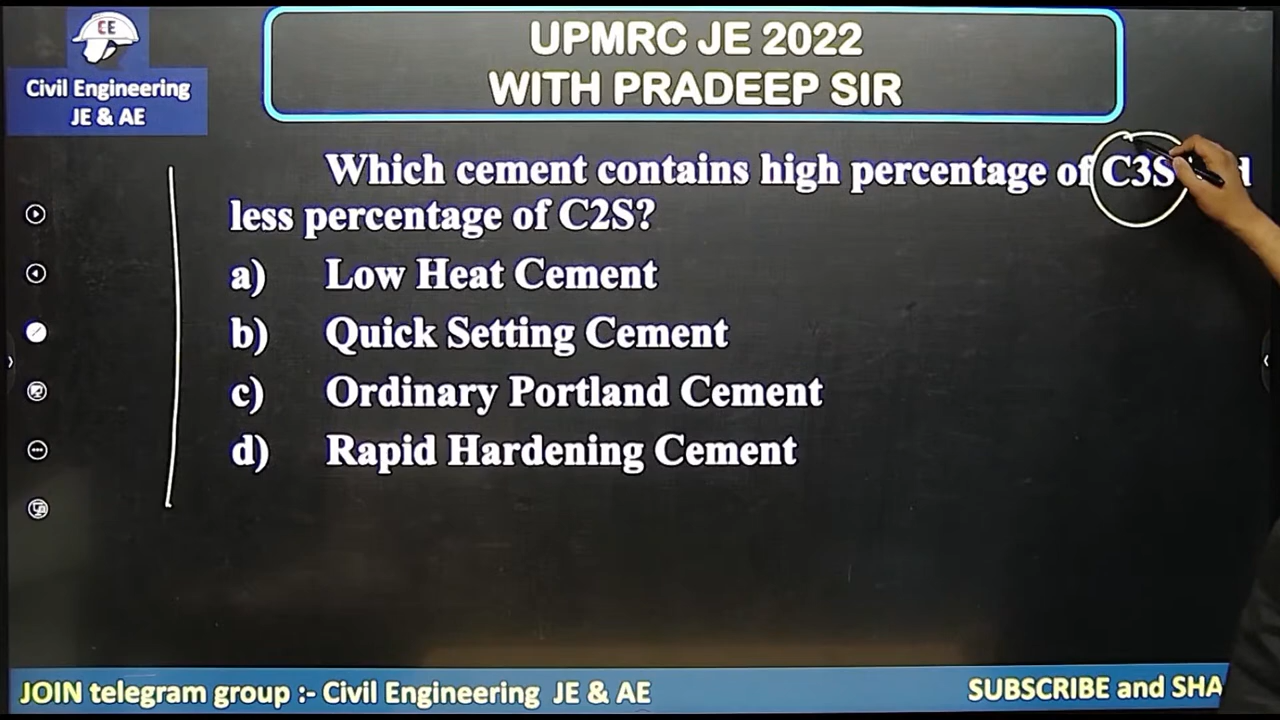 CE
Civil Engineering
JE & AE
UPMRC JE 2022
WITH PRADEEP SIR
Which cement contains high percentage of C3S
less percentage of C2S?
a) Low Heat Cement
b) Quick Setting Cement
c) Ordinary Portland Cement
d) Rapid Hardening Cement
JOIN telegram group :- Civil Engineering JE & AE
SUBSCRIBE and